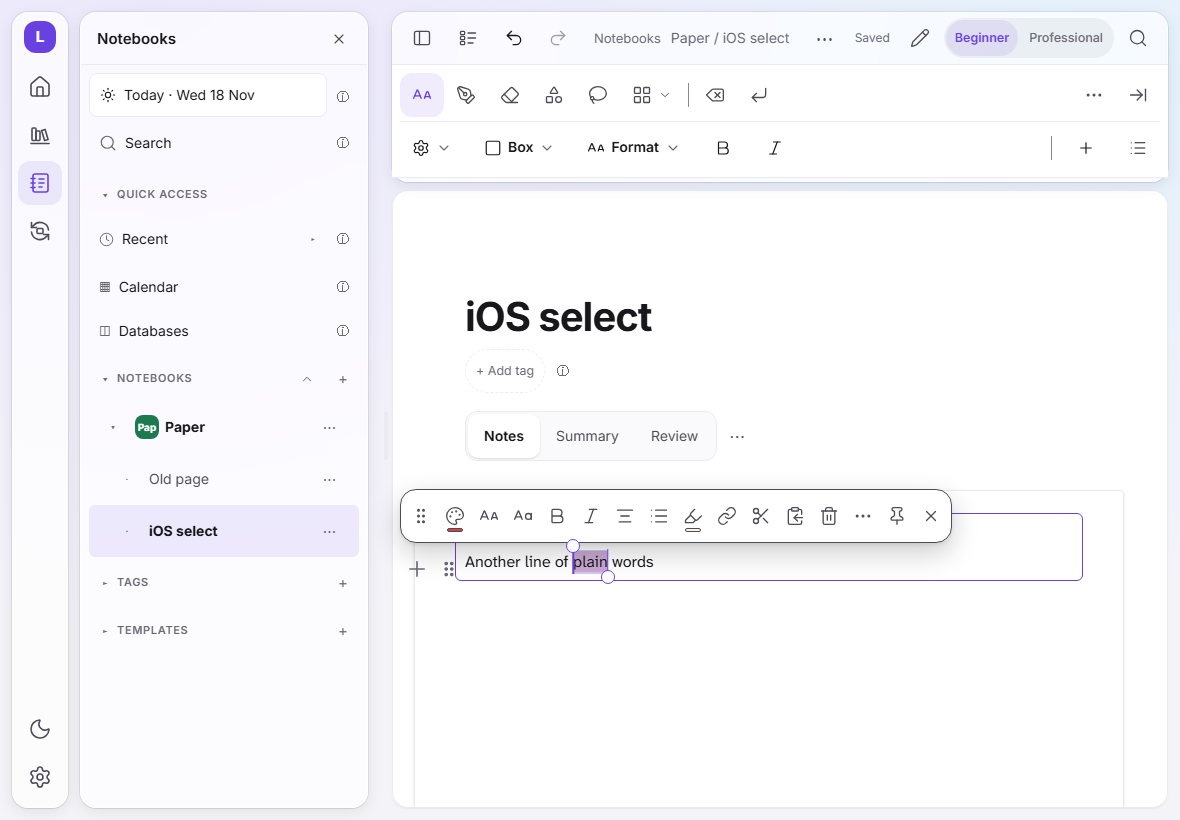 L
Notebooks
Today · Wed 18 Nov
Search
QUICK ACCESS
Recent
Calendar
Databases
NOTEBOOKS
Pap Paper
Old page
iOS select
TAGS
TEMPLATES
Notebooks Paper / iOS select
Saved
Beginner Professional
AA
Box
AA Format
B I
iOS select
+ Add tag
Notes Summary Review
AA Aa B I
Another line of plain words